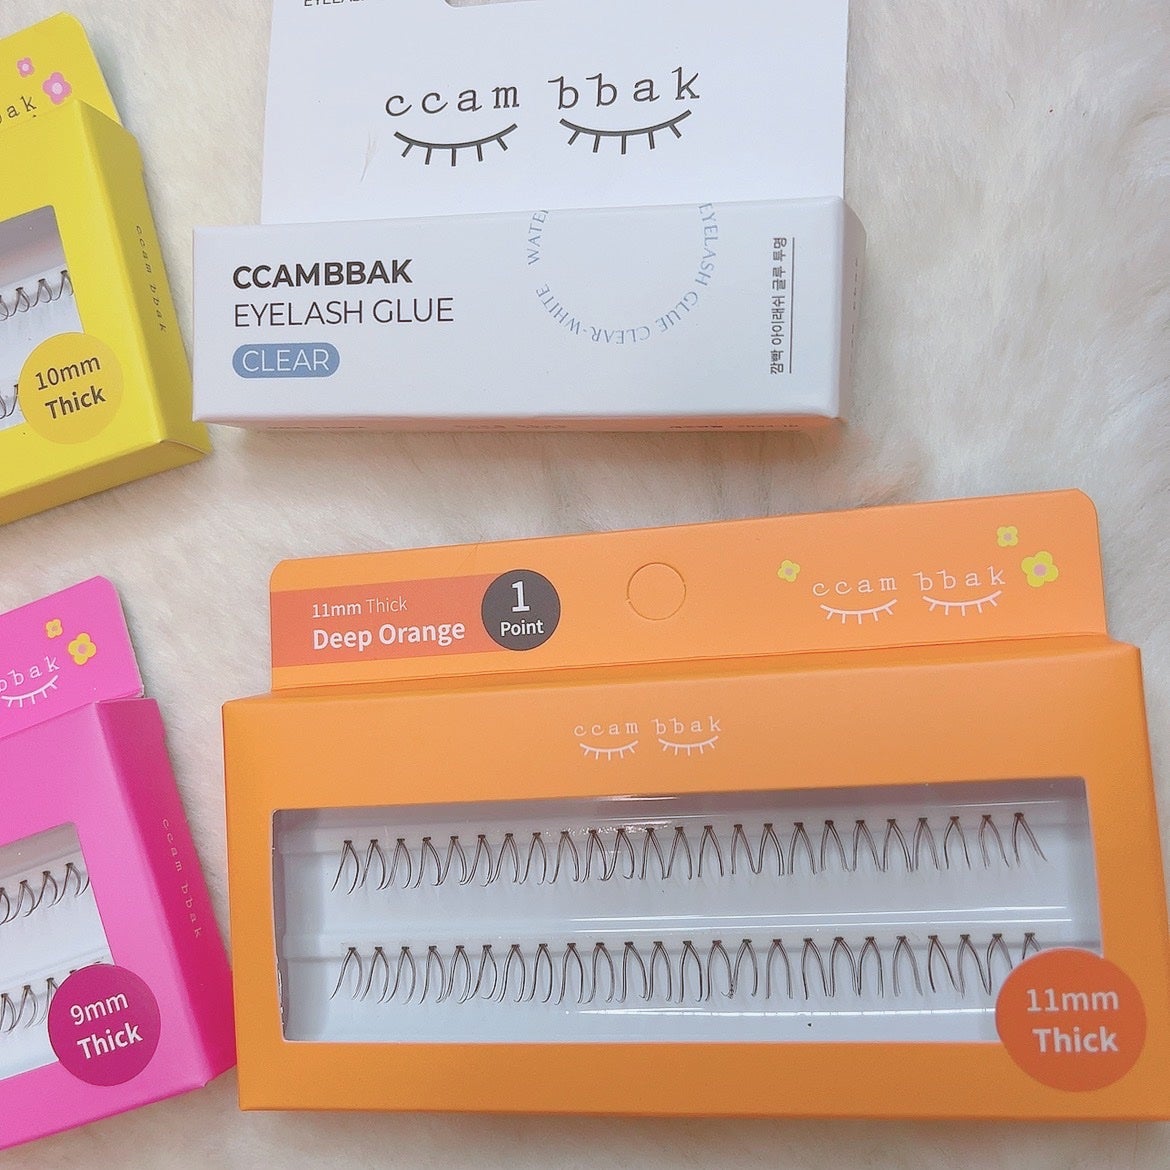 ccam bbak
CCAMBBAK
EYELASH GLUE
CLEAR
EYELASH GLUE CLEAR-WHITE
깜빡 아이래쉬 글루 투명
ccam bbak
10mm
Thick
11mm Thick
Deep Orange
1
Point
ccam bbak
ccam bbak
11mm
Thick
ccam bbak
9mm
Thick